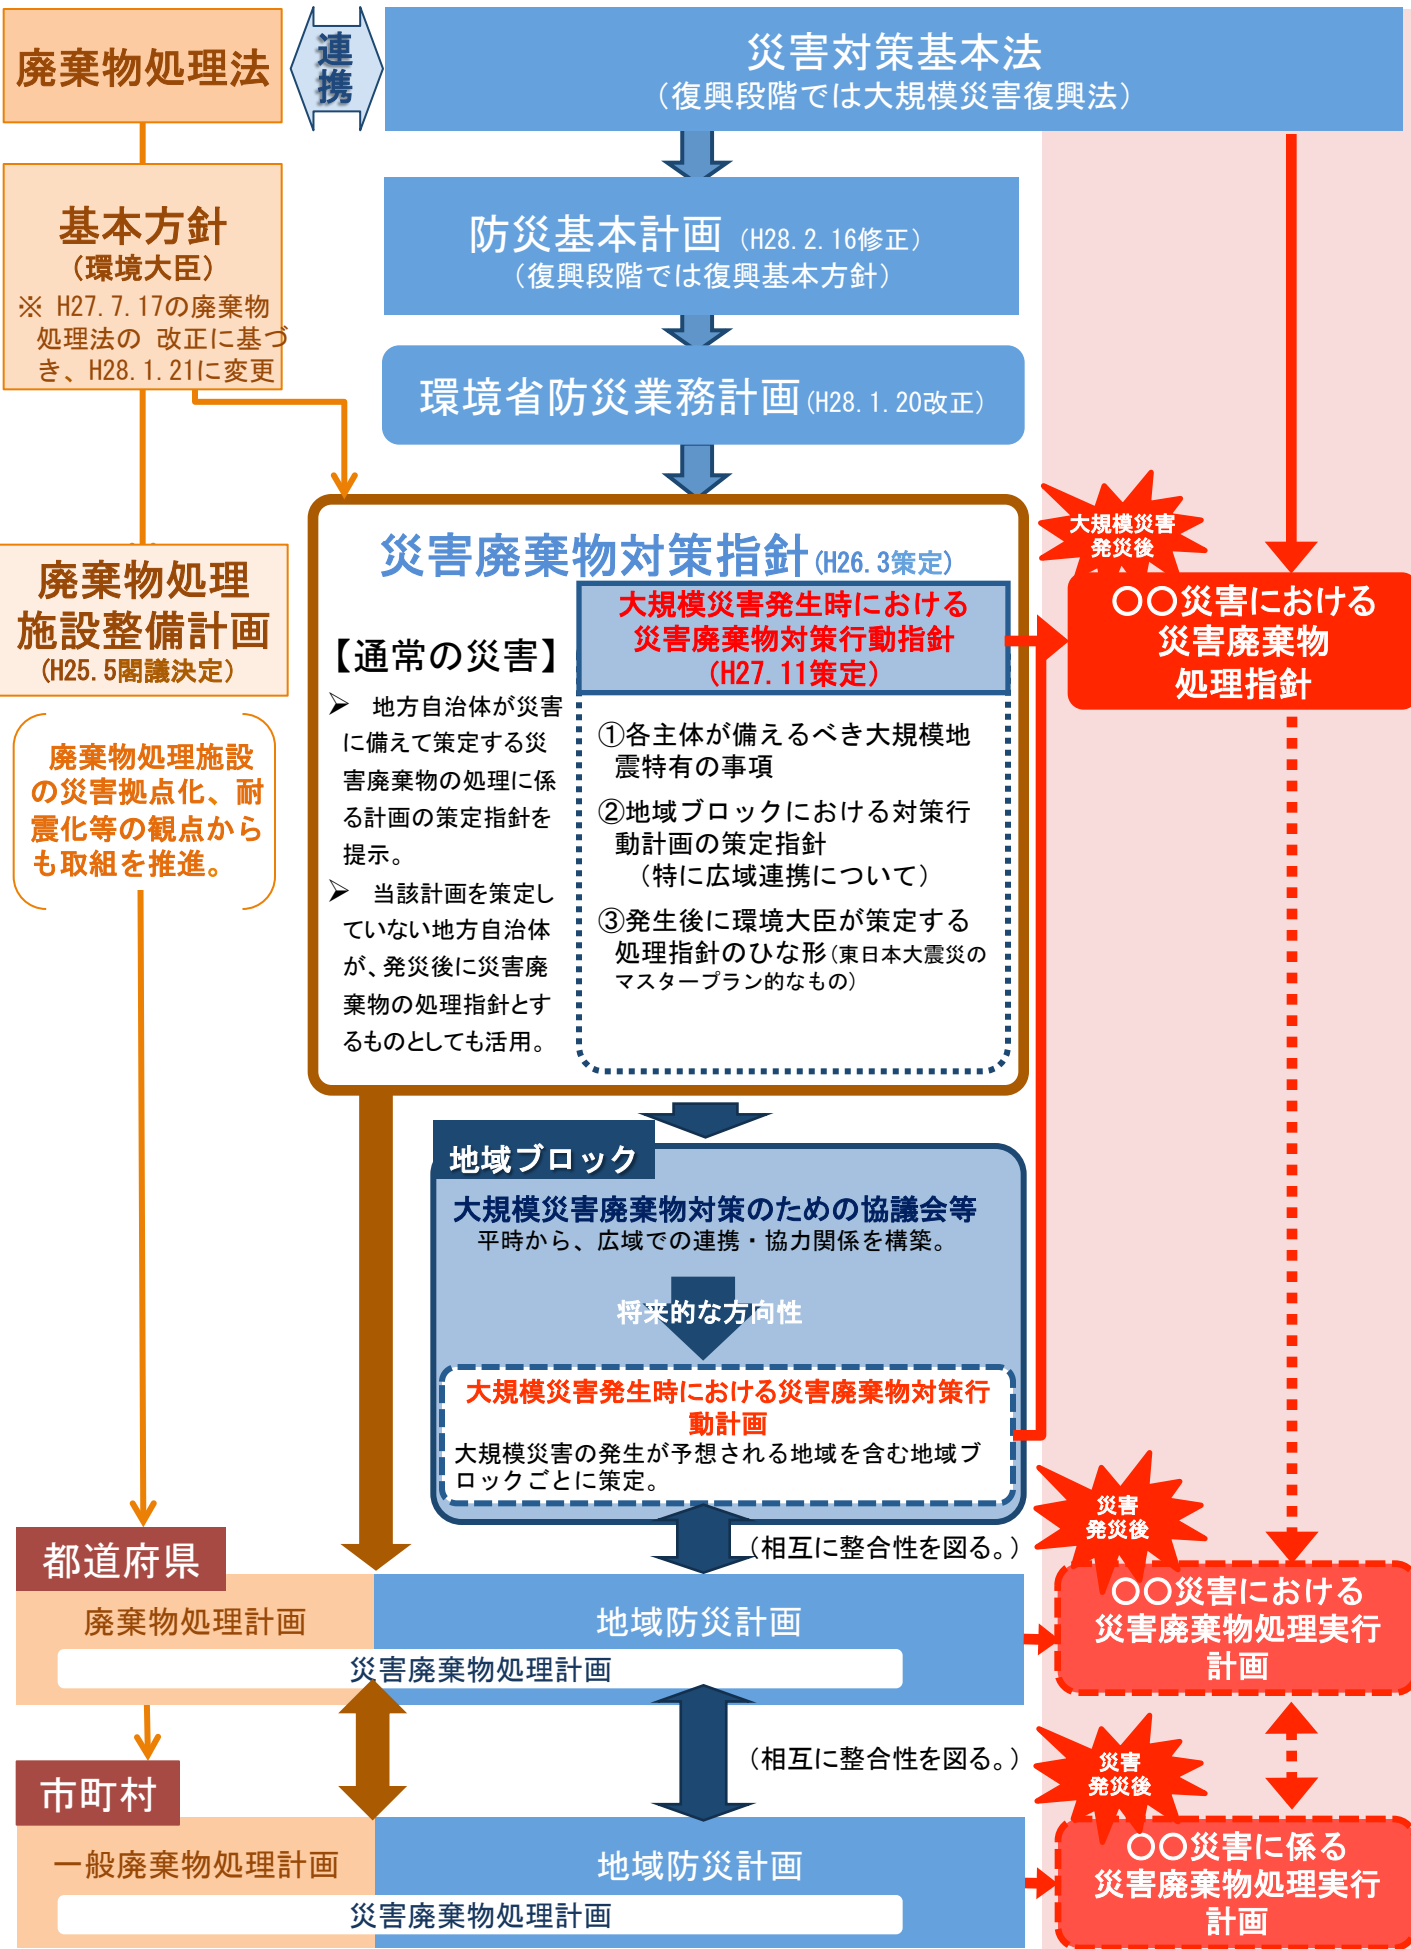 廃棄物処理法
連
携
災害対策基本法
（復興段階では大規模災害復興法）
基本方針
（環境大臣）
※ H27.7.17の廃棄物
処理法の 改正に基づ
き、H28.1.21に変更
防災基本計画（H28.2.16修正）
（復興段階では復興基本方針）
環境省防災業務計画(H28.1.20改正)
廃棄物処理
施設整備計画
(H25.5閣議決定)
廃棄物処理施設
の災害拠点化、耐
震化等の観点から
も取組を推進。
災害廃棄物対策指針(H26.3策定)
【通常の災害】
➢ 地方自治体が災害
に備えて策定する災
害廃棄物の処理に係
る計画の策定指針を
提示。
➢ 当該計画を策定し
ていない地方自治体
が、発災後に災害廃
棄物の処理指針とす
るものとしても活用。
大規模災害発生時における
災害廃棄物対策行動指針
(H27.11策定)
①各主体が備えるべき大規模地
震特有の事項
②地域ブロックにおける対策行
動計画の策定指針
（特に広域連携について）
③発生後に環境大臣が策定する
処理指針のひな形(東日本大震災の
マスタープラン的なもの)
大規模災害
発災後
〇〇災害における
災害廃棄物
処理指針
地域ブロック
大規模災害廃棄物対策のための協議会等
平時から、広域での連携・協力関係を構築。
将来的な方向性
大規模災害発生時における災害廃棄物対策行
動計画
大規模災害の発生が予想される地域を含む地域ブ
ロックごとに策定。
（相互に整合性を図る。）
災害
発災後
都道府県
廃棄物処理計画
地域防災計画
災害廃棄物処理計画
〇〇災害における
災害廃棄物処理実行
計画
（相互に整合性を図る。）
災害
発災後
市町村
一般廃棄物処理計画
地域防災計画
災害廃棄物処理計画
〇〇災害に係る
災害廃棄物処理実行
計画